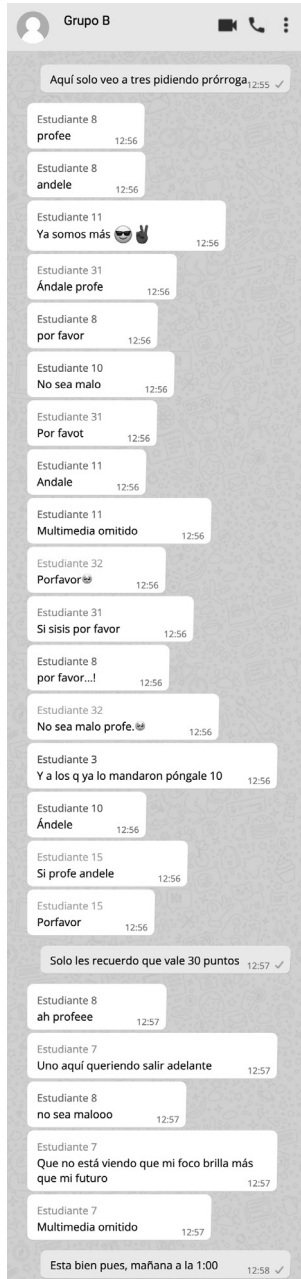 Grupo B
Aquí solo veo a tres pidiendo prórroga 12:55
Estudiante 8
profee
12:56
Estudiante 8
andele
12:56
Estudiante 11
Ya somos más 😎✌
12:56
Estudiante 31
Ándale profe
12:56
Estudiante 8
por favor
12:56
Estudiante 10
No sea malo
12:56
Estudiante 31
Por favot
12:56
Estudiante 11
Andale
12:56
Estudiante 11
Multimedia omitido
12:56
Estudiante 32
Porfavor🥺
12:56
Estudiante 31
Si sisis por favor
12:56
Estudiante 8
por favor...!
12:56
Estudiante 32
No sea malo profe.🥺
12:56
Estudiante 3
Y a los q ya lo mandaron póngale 10
12:56
Estudiante 10
Ándele
12:56
Estudiante 15
Si profe andele
12:56
Estudiante 15
Porfavor
12:56
Solo les recuerdo que vale 30 puntos 12:57
Estudiante 8
ah profeee
12:57
Estudiante 7
Uno aquí queriendo salir adelante
12:57
Estudiante 8
no sea malooo
12:57
Estudiante 7
Que no está viendo que mi foco brilla más
que mi futuro
12:57
Estudiante 7
Multimedia omitido
12:57
Esta bien pues, mañana a la 1:00 12:58